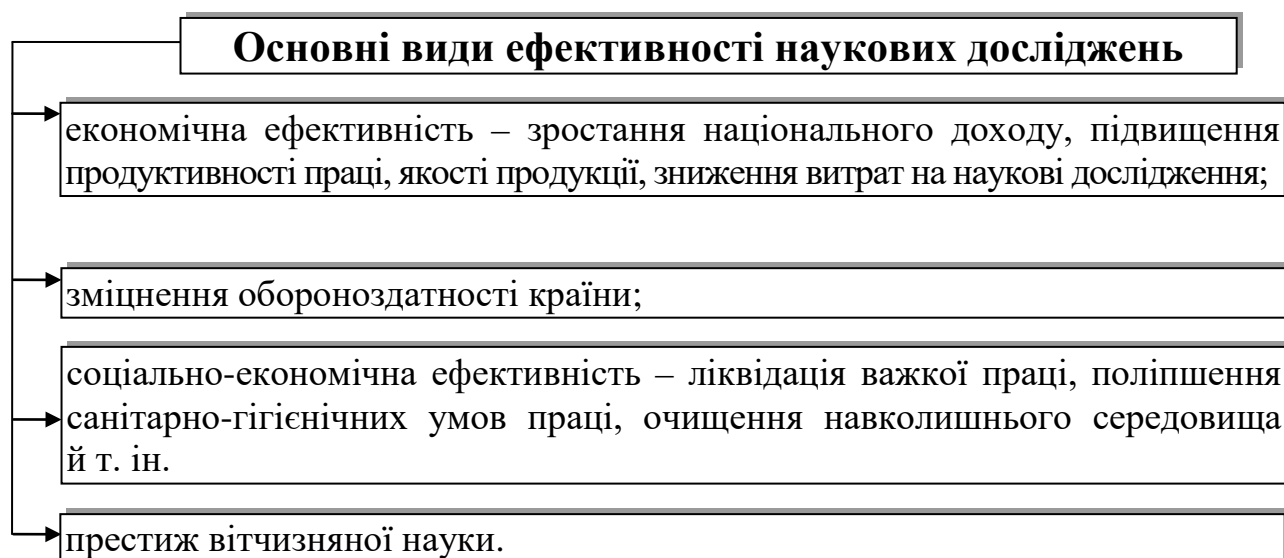 Основні види ефективності наукових досліджень
економічна ефективність – зростання національного доходу, підвищення
продуктивності праці, якості продукції, зниження витрат на наукові дослідження;
зміцнення обороноздатності країни;
соціально-економічна ефективність – ліквідація важкої праці, поліпшення
санітарно-гігієнічних умов праці, очищення навколишнього середовища
й т. ін.
престиж вітчизняної науки.